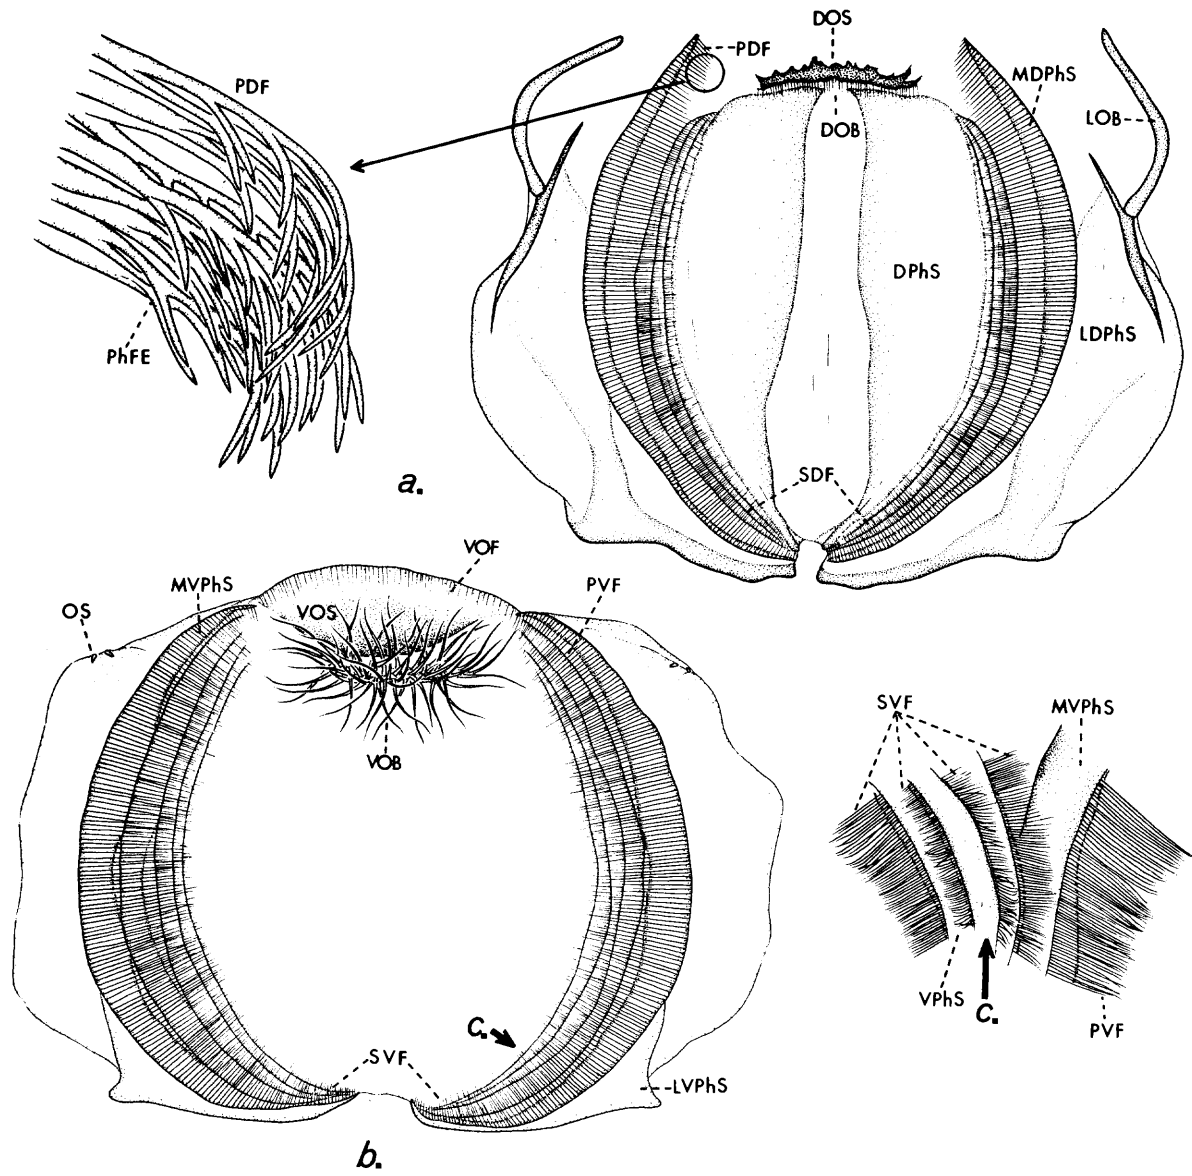 DOS
PDF
PDF
MDPhS
LOB
DOB
DPhS
LDPhS
PhFE
SDF
a.
VOF
MVPhS
PVF
OS
VOS
SVF
MVPhS
VOB
VPhS
C.
PVF
C.
SVF
LVPhS
b.